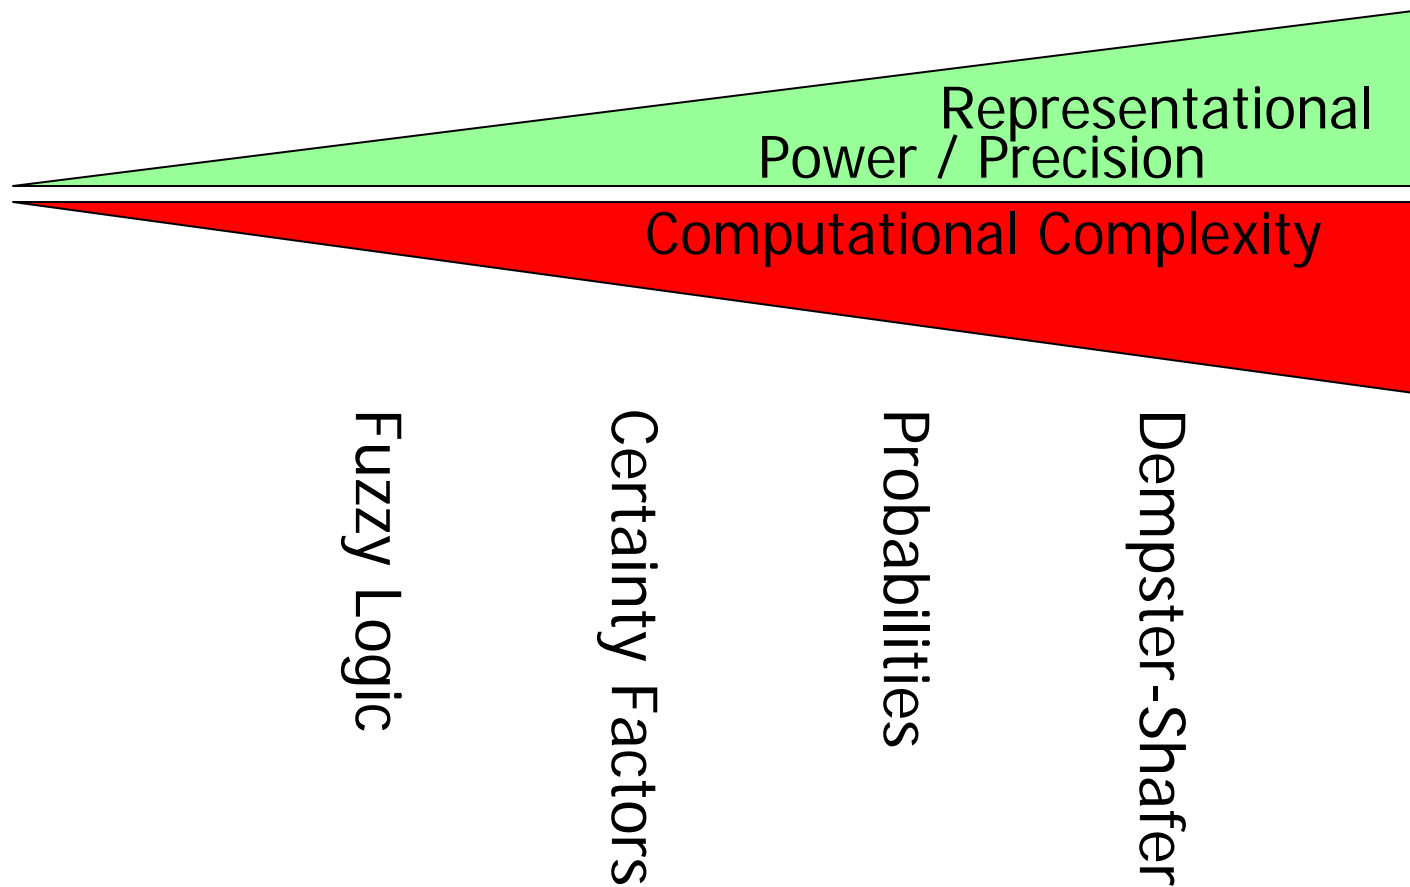 Representational
Power / Precision
Computational Complexity
Fuzzy Logic
Certainty Factors
Probabilities
Dempster-Shafer